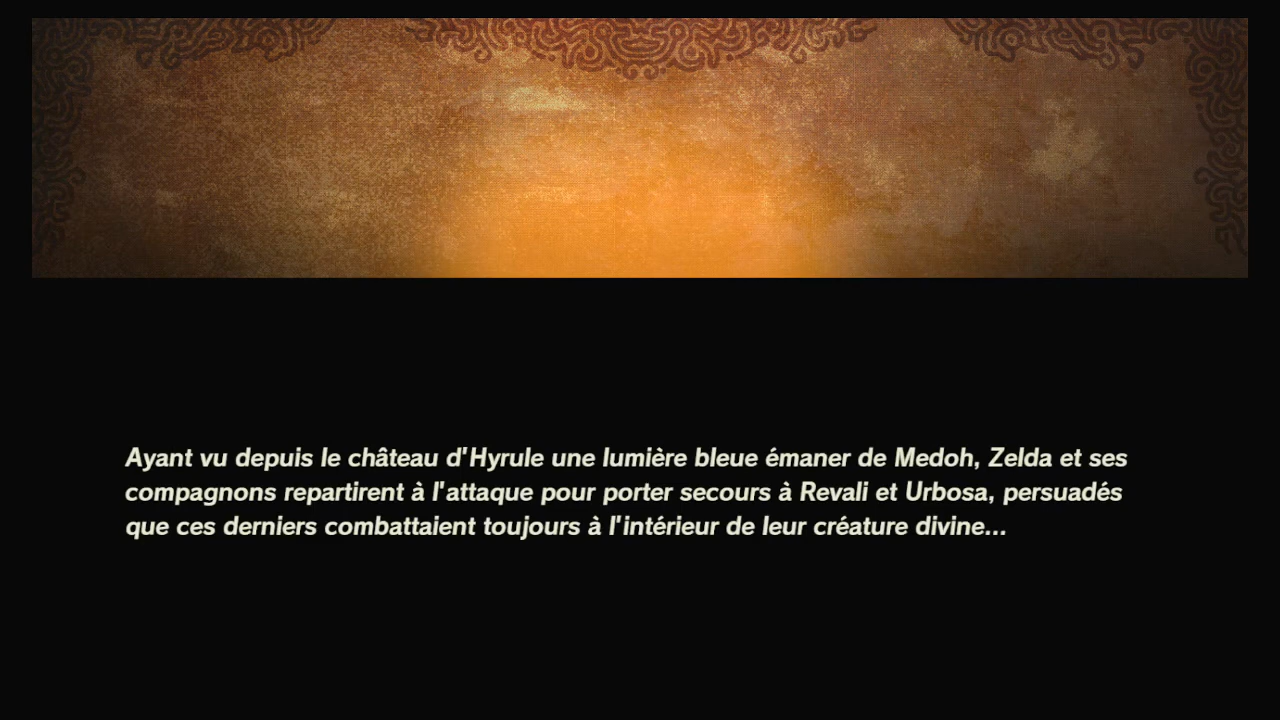 Ayant vu depuis le château d'Hyrule une lumière bleue émaner de Medoh, Zelda et ses
compagnons repartirent à l'attaque pour porter secours à Revali et Urbosa, persuadés
que ces derniers combattaient toujours à l'intérieur de leur créature divine...